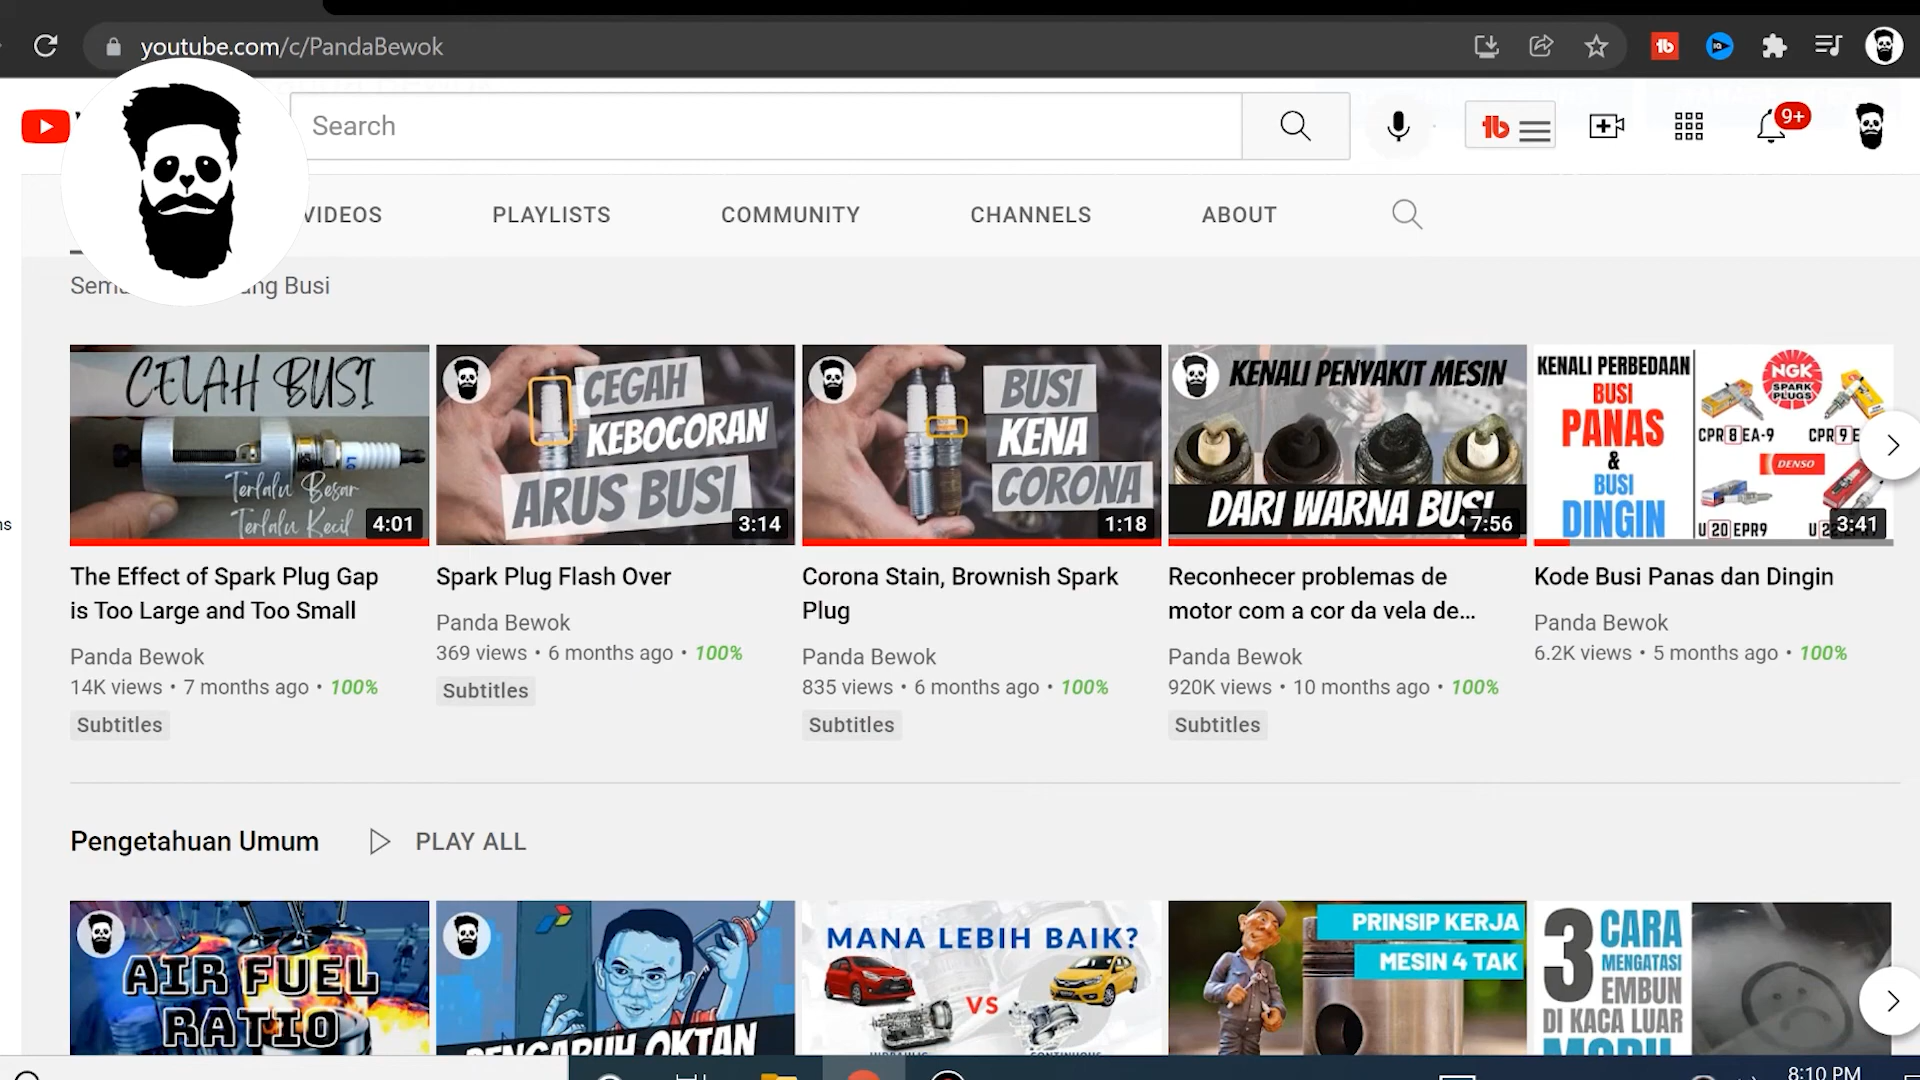 youtube.com/c/PandaBewok
Search
9+
VIDEOS
PLAYLISTS
COMMUNITY
CHANNELS
ABOUT
Busi
CELAH BUSI
Terlalu Besar
Terlalu Kecil
4:01
CEGAH
KEBOCORAN
ARUS BUSI
3:14
BUSI
KENA
CORONA
1:18
KENALI PENYAKIT MESIN
DARI WARNA BUSI
7:56
KENALI PERBEDAAN
BUSI
PANAS
&
BUSI
DINGIN
NGK
SPARK
PLUGS
CPR8EA-9
CPR9E
DENSO
U20EPR9
3:41
The Effect of Spark Plug Gap
is Too Large and Too Small
Panda Bewok
14K views • 7 months ago • 100%
Subtitles
Spark Plug Flash Over
Panda Bewok
369 views • 6 months ago • 100%
Subtitles
Corona Stain, Brownish Spark
Plug
Panda Bewok
835 views • 6 months ago • 100%
Subtitles
Reconhecer problemas de
motor com a cor da vela de...
Panda Bewok
920K views • 10 months ago • 100%
Subtitles
Kode Busi Panas dan Dingin
Panda Bewok
6.2K views • 5 months ago • 100%
Pengetahuan Umum
PLAY ALL
AIR FUEL
RATIO
PENGARUH OKTAN
MANA LEBIH BAIK?
VS
PRINSIP KERJA
MESIN 4 TAK
3 CARA
MENGATASI
EMBUN
DI KACA LUAR
MOBIL
8:10 PM